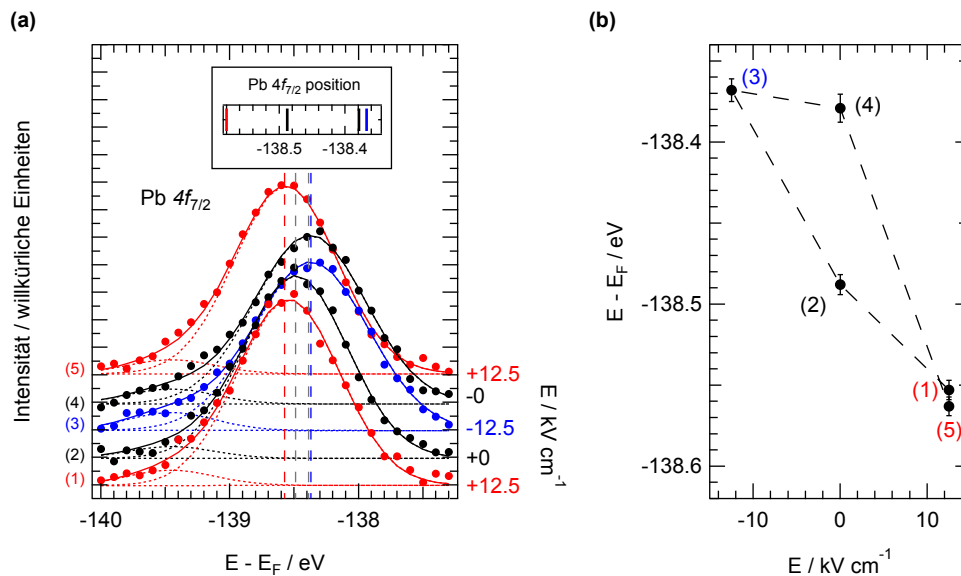 (a)
Pb 4f7/2 position
-138.5 -138.4
Pb 4f7/2
Intensität / willkürliche Einheiten
(5) +12.5
(4) -0
(3) -12.5
(2) +0
(1) +12.5
E / kV cm-1
-140 -139 -138
E - EF / eV
(b)
(3)
(4)
-138.4
(2)
-138.5
(1)
(5)
-138.6
E - EF / eV
-10 0 10
E / kV cm-1